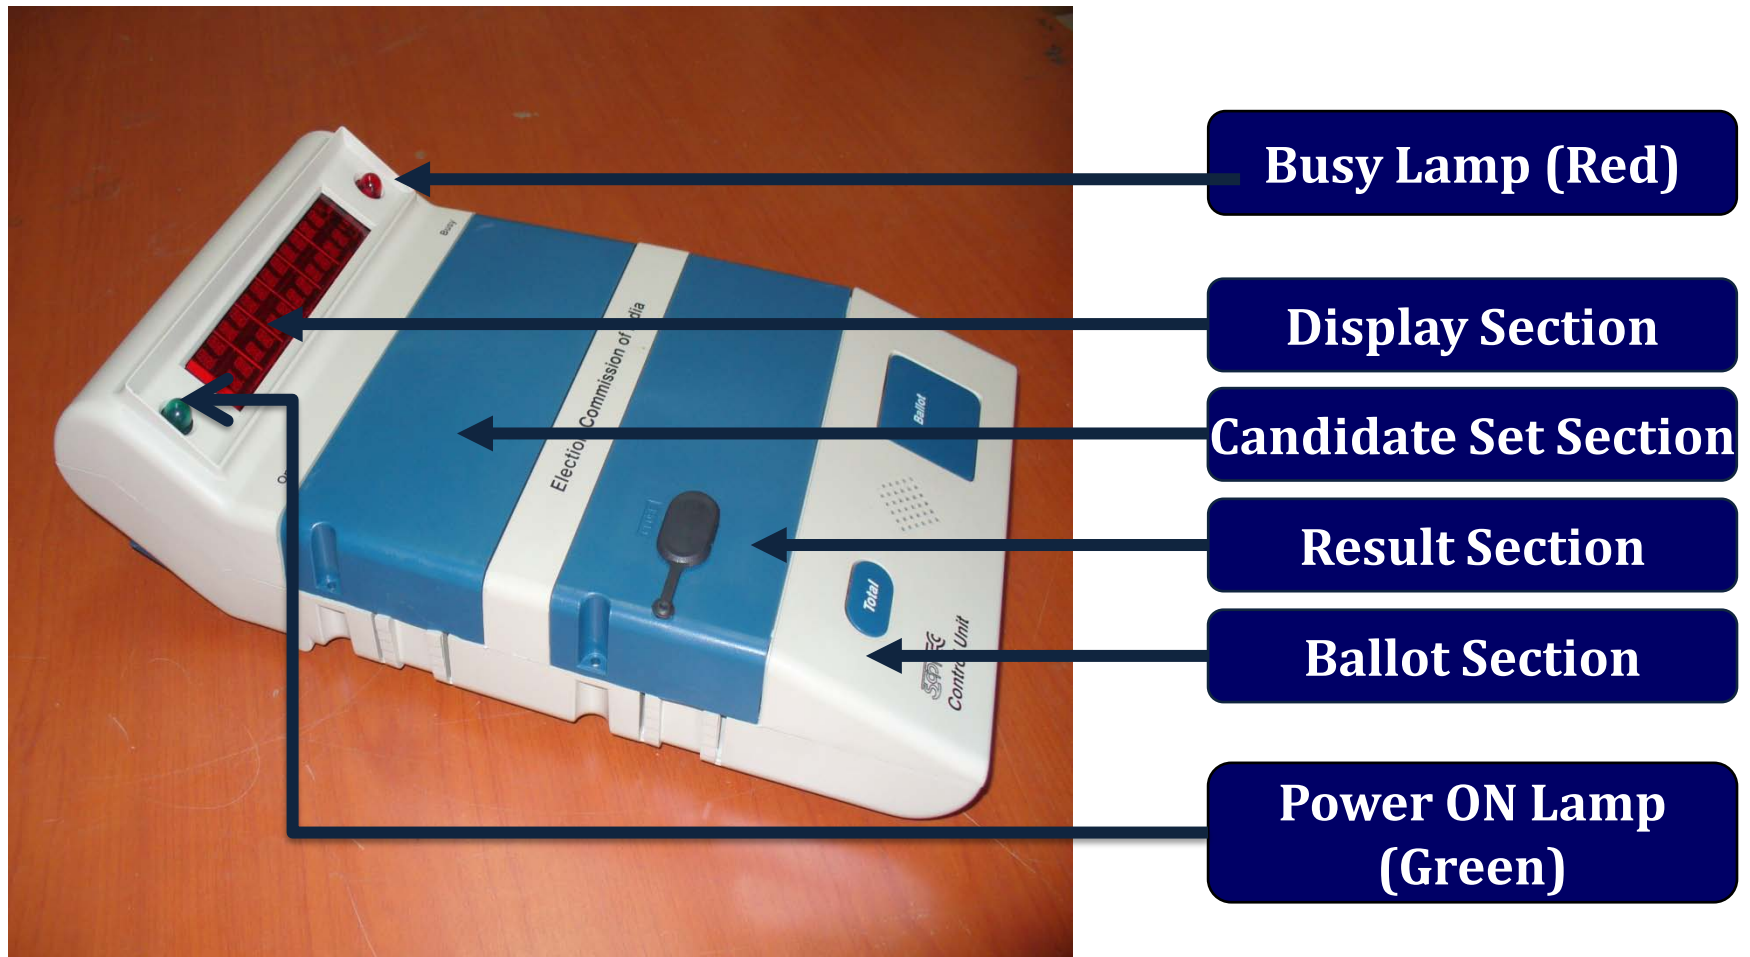 Busy Lamp (Red)
Display Section
Candidate Set Section
Result Section
Ballot Section
Power ON Lamp
(Green)
Busy
Election Commission of
Ballot
Total
Unit